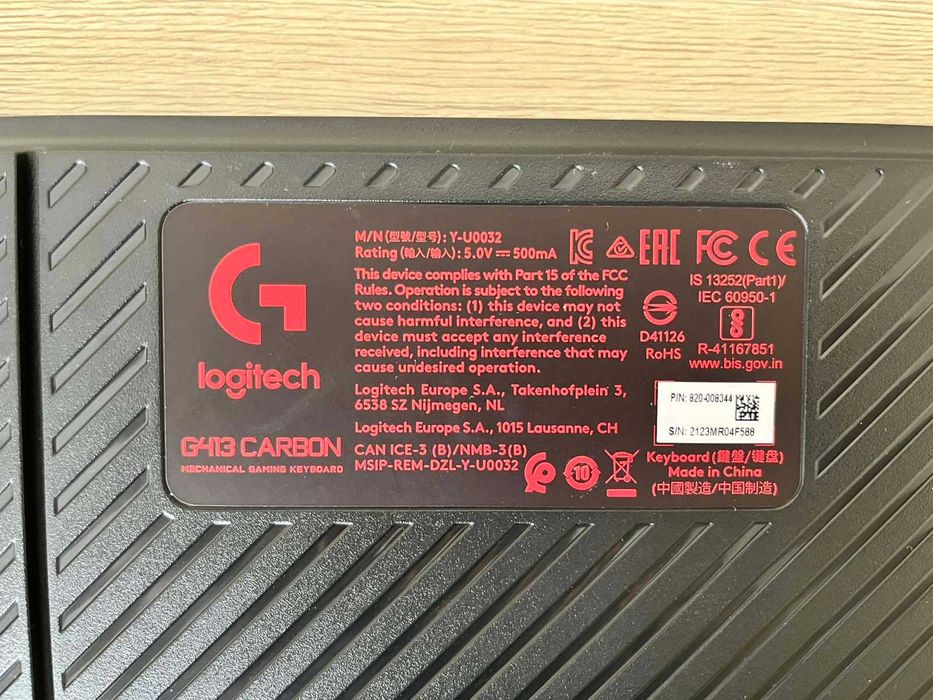 logitech
G413 CARBON
MECHANICAL GAMING KEYBOARD
M/N (型號/型号) : Y-U0032
Rating (輸入/输入) : 5.0V ⎓ 500mA
This device complies with Part 15 of the FCC
Rules. Operation is subject to the following
two conditions: (1) this device may not
cause harmful interference, and (2) this
device must accept any interference
received, including interference that may
cause undesired operation.
Logitech Europe S.A., Takenhofplein 3,
6538 SZ Nijmegen, NL
Logitech Europe S.A., 1015 Lausanne, CH
CAN ICE-3 (B)/NMB-3(B)
MSIP-REM-DZL-Y-U0032
10
EAC FC CE
IS 13252(Part1)/
IEC 60950-1
D41126
RoHS
R-41167851
www.bis.gov.in
P/N: 820-008344
PTE
S/N: 2123MR04F588
Keyboard (鍵盤/键盘)
Made in China
(中國製造/中国制造)